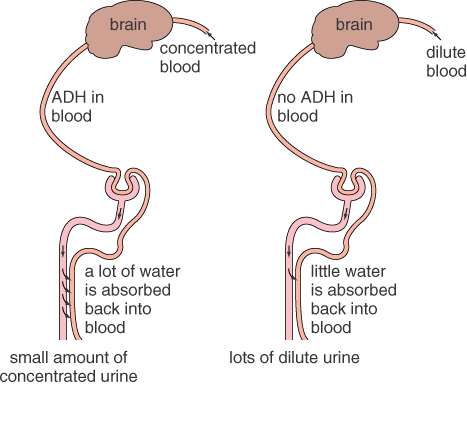 brain
concentrated
blood
ADH in
blood
a lot of water
is absorbed
back into
blood
small amount of
concentrated urine
brain
dilute
blood
no ADH in
blood
little water
is absorbed
back into
blood
lots of dilute urine